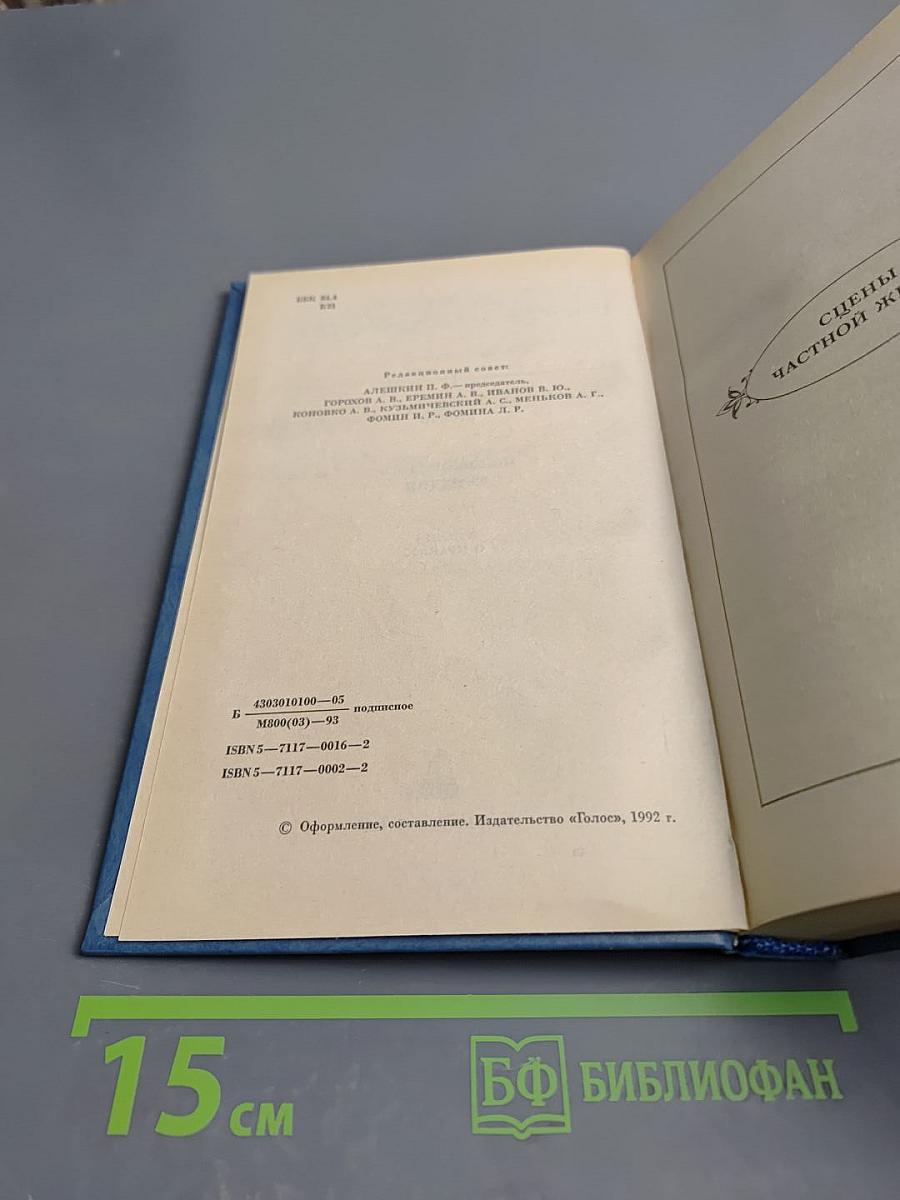 ББК 84.4
Б21
Редакционный совет:
АЛЕШКИН П. Ф.— председатель,
ГОРОХОВ А. В., ЕРЕМИН А. В., ИВАНОВ В. Ю.,
КОНОВКО А. В., КУЗЬМИЧЕВСКИЙ А. С., МЕНЬКОВ А. Г.,
ФОМИН И. Р., ФОМИНА Л. Р.
4303010100—05
Б подписное
М800(03)—93
ISBN 5—7117—0016—2
ISBN 5—7117—0002—2
© Оформление, составление. Издательство «Голос», 1992 г.
СЦЕНЫ
ЧАСТНОЙ
15 см
БФ БИБЛИОФАН